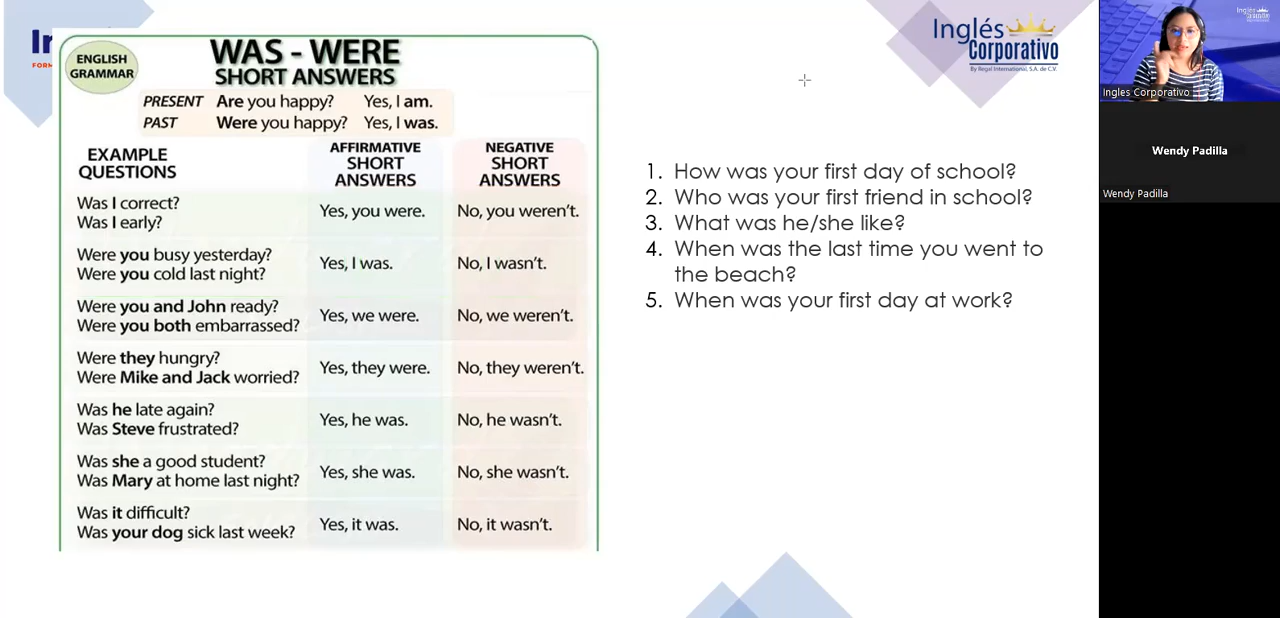 In
FORM
ENGLISH
GRAMMAR
WAS - WERE
SHORT ANSWERS
PRESENT Are you happy? Yes, I am.
PAST Were you happy? Yes, I was.
EXAMPLE
QUESTIONS
AFFIRMATIVE
SHORT
ANSWERS
NEGATIVE
SHORT
ANSWERS
Was I correct?
Was I early?
Yes, you were.
No, you weren't.
Were you busy yesterday?
Were you cold last night?
Yes, I was.
No, I wasn't.
Were you and John ready?
Were you both embarrassed?
Yes, we were.
No, we weren't.
Were they hungry?
Were Mike and Jack worried?
Yes, they were.
No, they weren't.
Was he late again?
Was Steve frustrated?
Yes, he was.
No, he wasn't.
Was she a good student?
Was Mary at home last night?
Yes, she was.
No, she wasn't.
Was it difficult?
Was your dog sick last week?
Yes, it was.
No, it wasn't.
Inglés
Corporativo
By Regal International, S.A. de C.V.
1. How was your first day of school?
2. Who was your first friend in school?
3. What was he/she like?
4. When was the last time you went to
the beach?
5. When was your first day at work?
Inglés
Ingles Corporativo
Wendy Padilla
Wendy Padilla